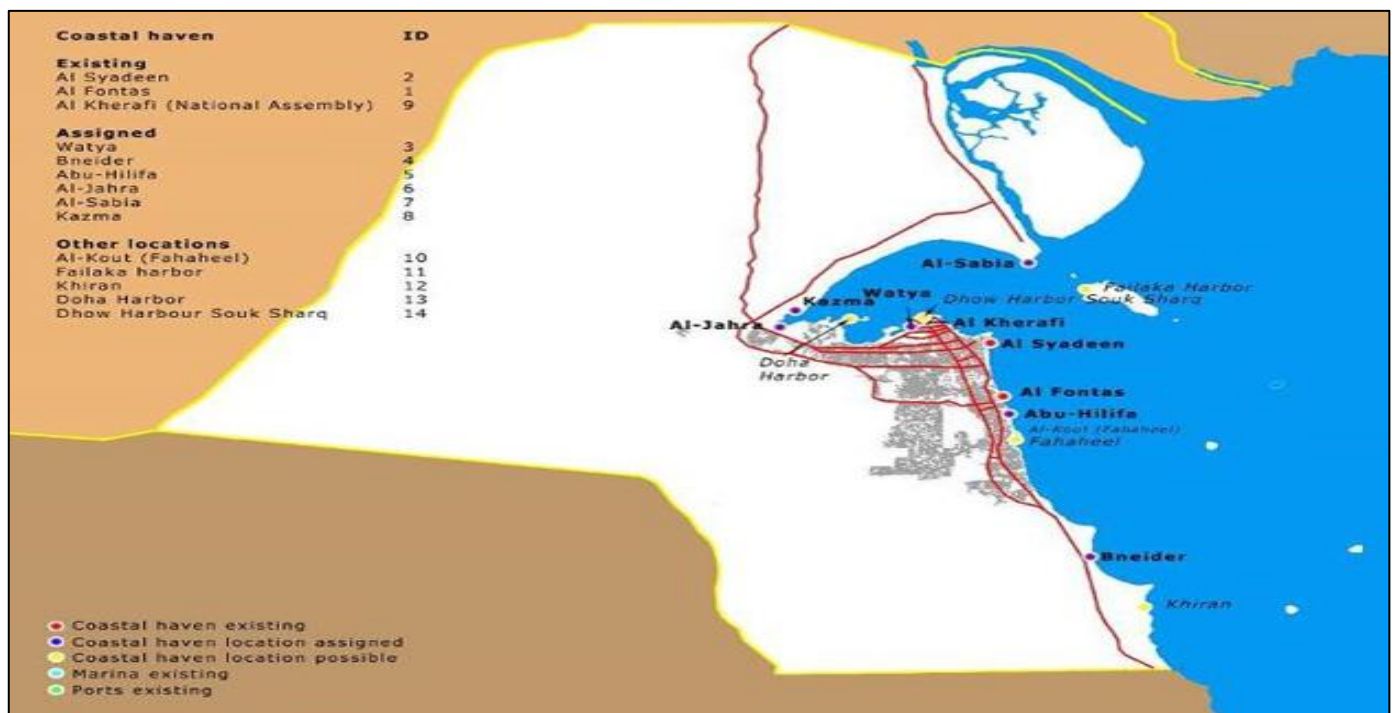 Coastal haven ID
Existing
Al Syadeen 2
Al Fontas 1
Al Kherafi (National Assembly) 9
Assigned
Watya 3
Bneider 4
Abu-Hilifa 5
Al-Jahra 6
Al-Sabia 7
Kazma 8
Other locations
Al-Kout (Fahaheel) 10
Failaka harbor 11
Khiran 12
Doha Harbor 13
Dhow Harbour Souk Sharq 14
Al-Sabia
Failaka Harbor
Watya
Dhow Harbor Souk Sharq
Kazma
Al-Jahra
Al Kherafi
Al Syadeen
Doha
Harbor
Al Fontas
Abu-Hilifa
Al-Kout (Fahaheel)
Fahaheel
Bneider
Khiran
Coastal haven existing
Coastal haven location assigned
Coastal haven location possible
Marina existing
Ports existing